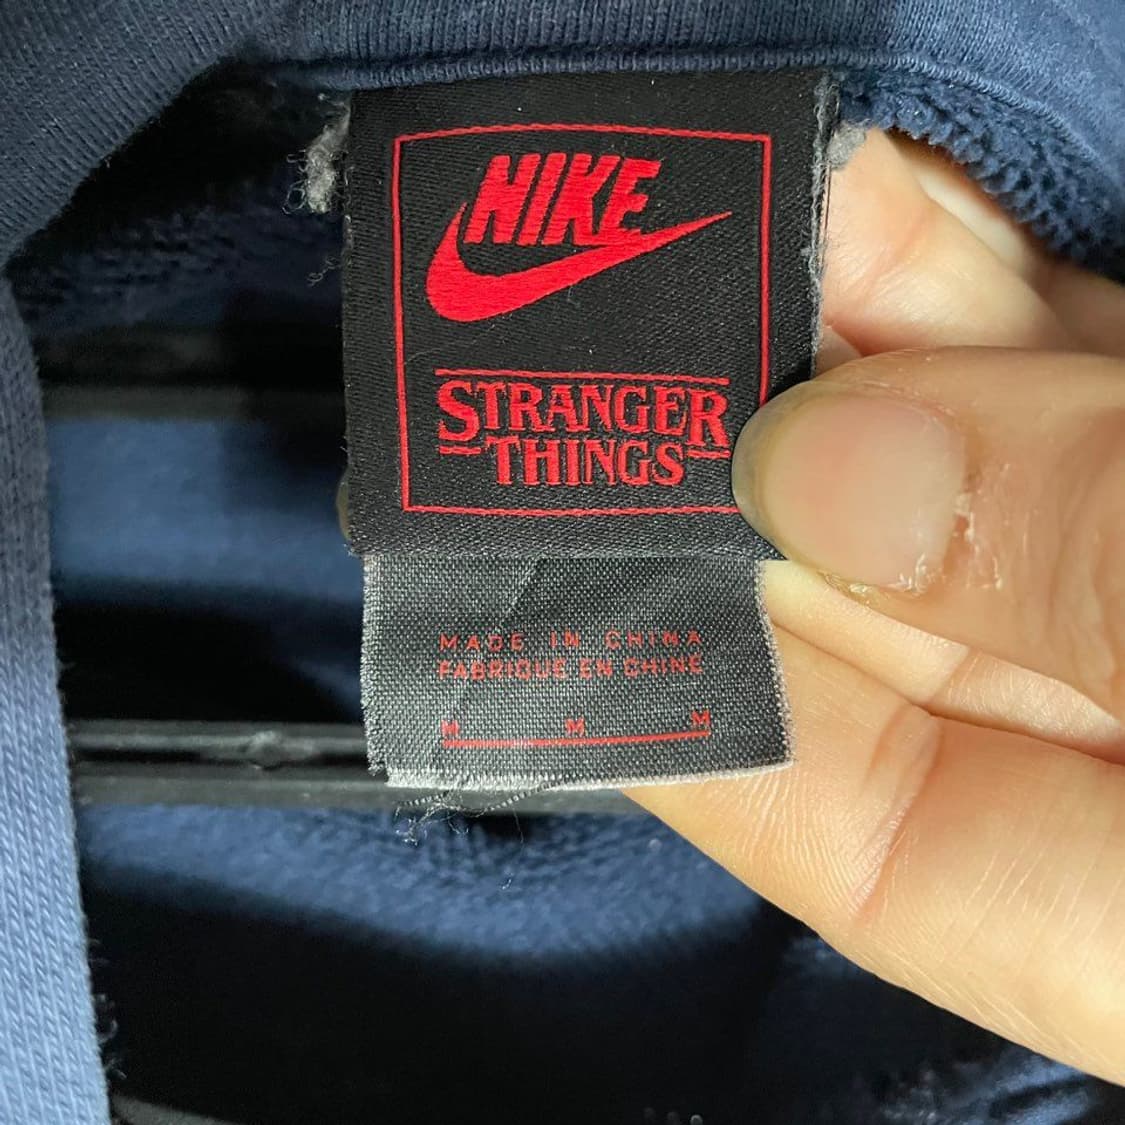 NIKE
STRANGER
THINGS
MADE IN CHINA
FABRIQUE EN CHINE
M M M